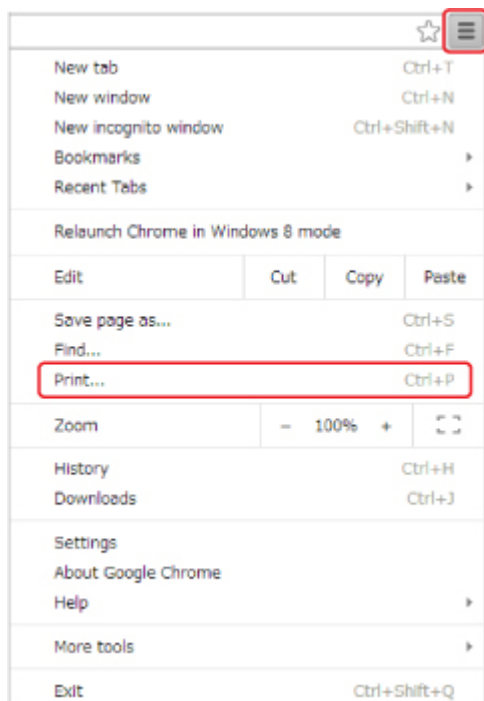 New tab Ctrl+T
New window Ctrl+N
New incognito window Ctrl+Shift+N
Bookmarks
Recent Tabs
Relaunch Chrome in Windows 8 mode
Edit Cut Copy Paste
Save page as... Ctrl+S
Find... Ctrl+F
Print... Ctrl+P
Zoom − 100% +
History Ctrl+H
Downloads Ctrl+J
Settings
About Google Chrome
Help
More tools
Exit Ctrl+Shift+Q